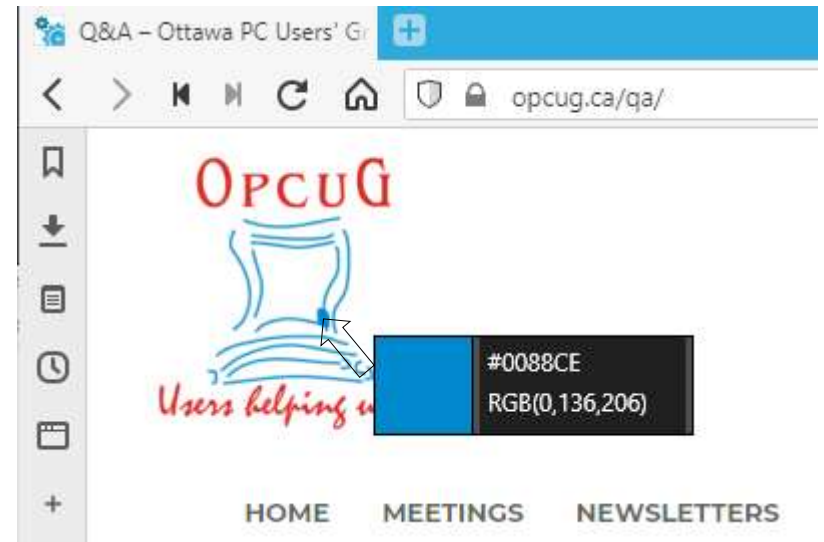 Q&A – Ottawa PC Users' Gr
opcug.ca/qa/
OPCUG
Users helping u
#0088CE
RGB(0,136,206)
HOME MEETINGS NEWSLETTERS